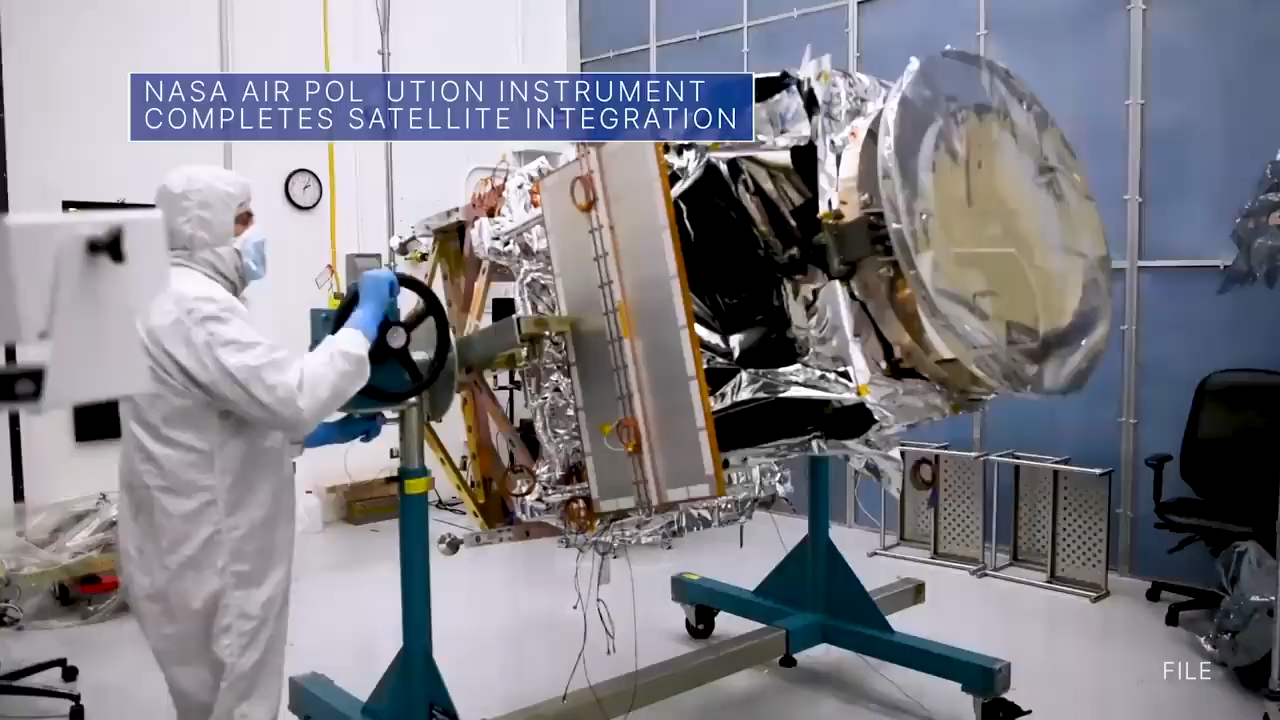 NASA AIR POL UTION INSTRUMENT
COMPLETES SATELLITE INTEGRATION
FILE